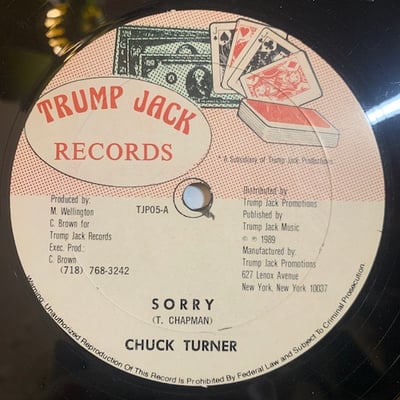 TRUMP JACK
RECORDS
A Subsidiary of Trump Jack Productions
Produced by:
M. Wellington
C. Brown for
Trump Jack Records
Exec. Prod:
C. Brown
(718) 768-3242
TJP05-A
Distributed by
Trump Jack Promotions
Published by
Trump Jack Music
© ℗ 1989
Manufactured by:
Trump Jack Promotions
627 Lenox Avenue
New York, New York 10037
SORRY
(T. CHAPMAN)
CHUCK TURNER
Warning. Unauthorized Reproduction Of This Record Is Prohibited By Federal Law and Subject To Criminal Prosecution.